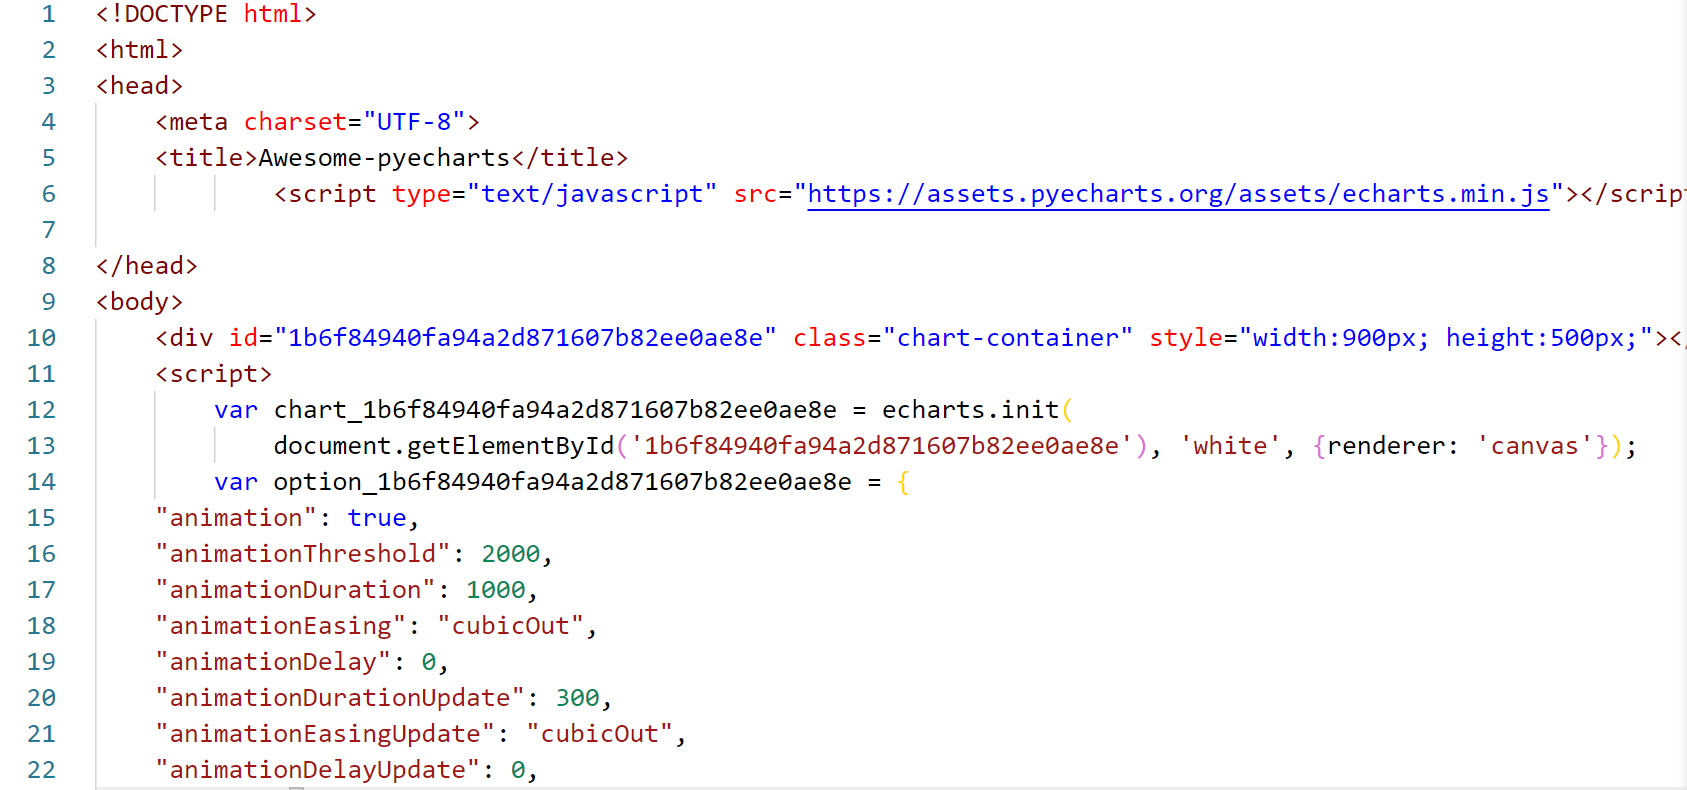 1 <!DOCTYPE html>
2 <html>
3 <head>
4 <meta charset="UTF-8">
5 <title>Awesome-pyecharts</title>
6 <script type="text/javascript" src="https://assets.pyecharts.org/assets/echarts.min.js"></scrip
7
8 </head>
9 <body>
10 <div id="1b6f84940fa94a2d871607b82ee0ae8e" class="chart-container" style="width:900px; height:500px;"></
11 <script>
12 var chart_1b6f84940fa94a2d871607b82ee0ae8e = echarts.init(
13 document.getElementById('1b6f84940fa94a2d871607b82ee0ae8e'), 'white', {renderer: 'canvas'});
14 var option_1b6f84940fa94a2d871607b82ee0ae8e = {
15 "animation": true,
16 "animationThreshold": 2000,
17 "animationDuration": 1000,
18 "animationEasing": "cubicOut",
19 "animationDelay": 0,
20 "animationDurationUpdate": 300,
21 "animationEasingUpdate": "cubicOut",
22 "animationDelayUpdate": 0,